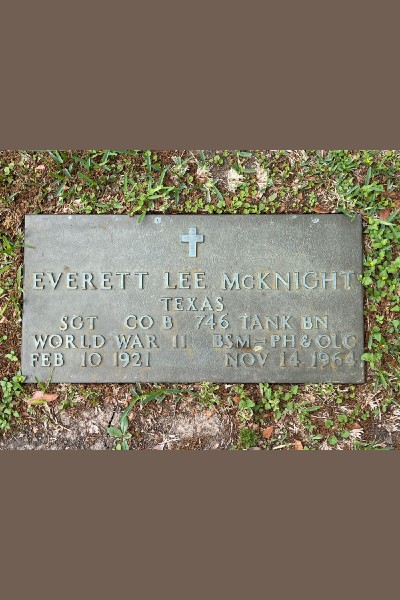 EVERETT LEE McKNIGHT
TEXAS
SGT CO B 746 TANK BN
WORLD WAR II BSM-PH & OLC
FEB 10 1921 NOV 14 1964